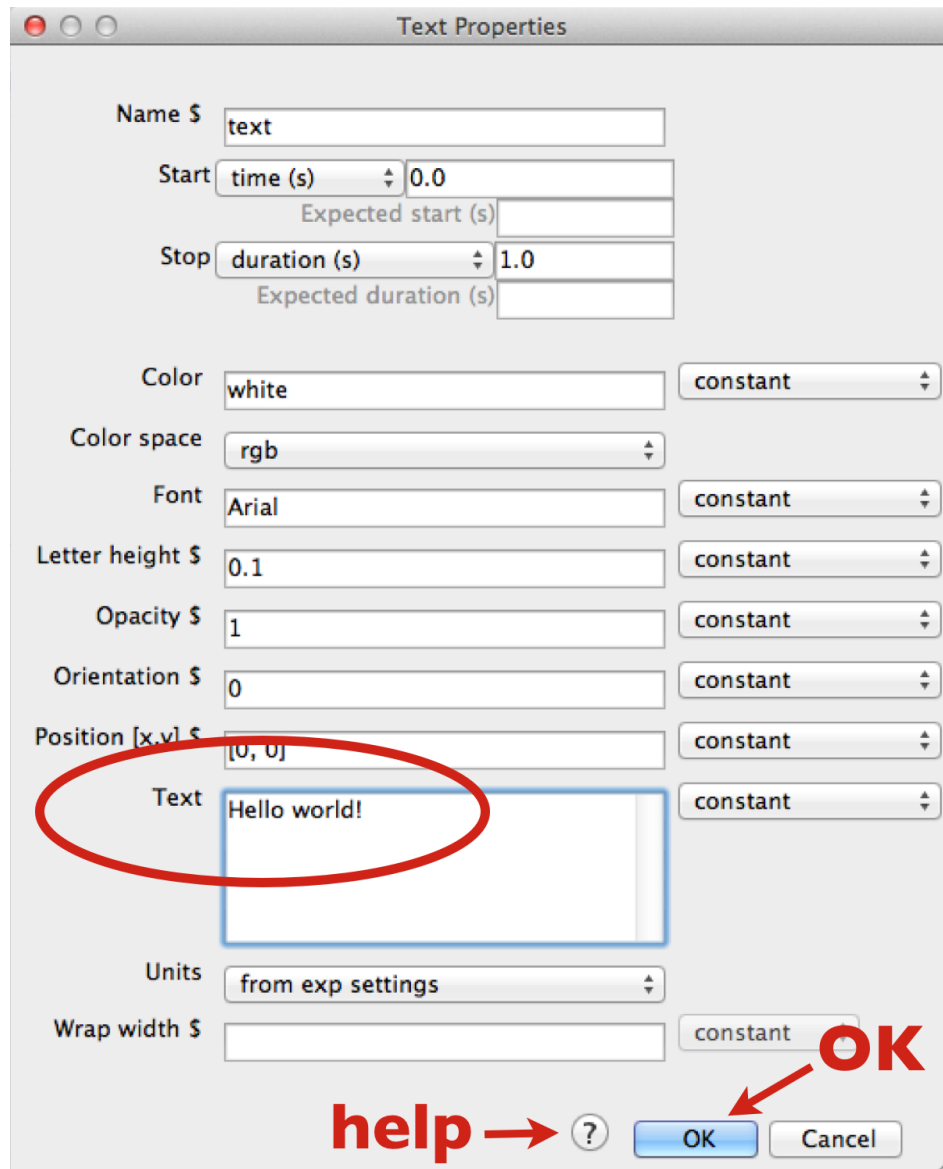 Text Properties
Name $ text
Start time (s) 0.0
Expected start (s)
Stop duration (s) 1.0
Expected duration (s)
Color white constant
Color space rgb
Font Arial constant
Letter height $ 0.1 constant
Opacity $ 1 constant
Orientation $ 0 constant
Position [x,y] $ [0, 0] constant
Text Hello world! constant
Units from exp settings
Wrap width $ constant
OK
help ? OK Cancel